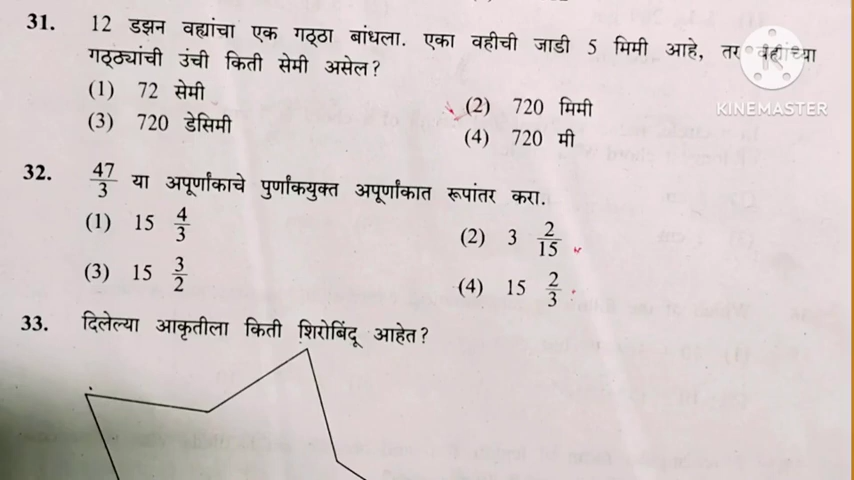 31. 12 डझन वह्यांचा एक गठ्ठा बांधला. एका वहीची जाडी 5 मिमी आहे, तर वह्यांच्या
गठ्ठ्यांची उंची किती सेमी असेल?
(1) 72 सेमी (2) 720 मिमी
(3) 720 डेसिमी (4) 720 मी
32. 47/3 या अपूर्णांकाचे पुर्णांकयुक्त अपूर्णांकात रूपांतर करा.
(1) 15 4/3 (2) 3 2/15
(3) 15 3/2 (4) 15 2/3
33. दिलेल्या आकृतीला किती शिरोबिंदू आहेत?
KINEMASTER